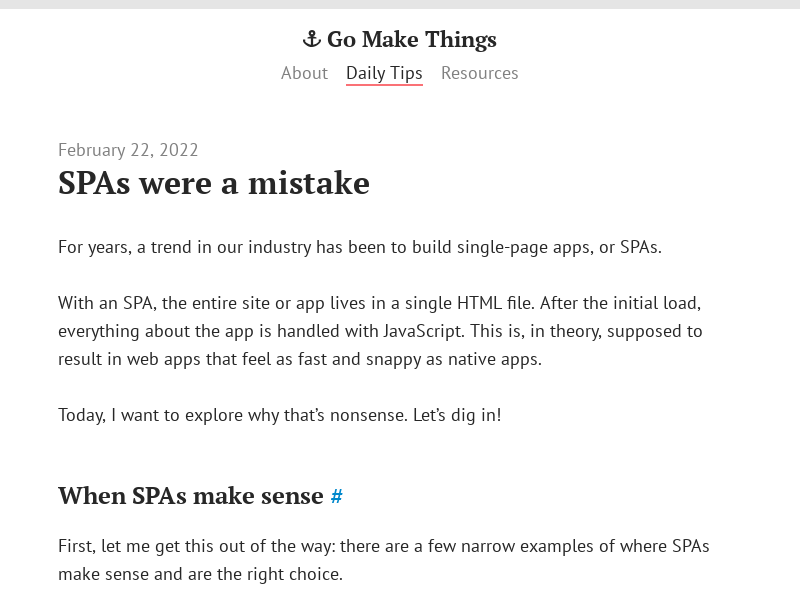 ⚓ Go Make Things
About Daily Tips Resources
February 22, 2022
SPAs were a mistake
For years, a trend in our industry has been to build single-page apps, or SPAs.
With an SPA, the entire site or app lives in a single HTML file. After the initial load,
everything about the app is handled with JavaScript. This is, in theory, supposed to
result in web apps that feel as fast and snappy as native apps.
Today, I want to explore why that’s nonsense. Let’s dig in!
When SPAs make sense #
First, let me get this out of the way: there are a few narrow examples of where SPAs
make sense and are the right choice.